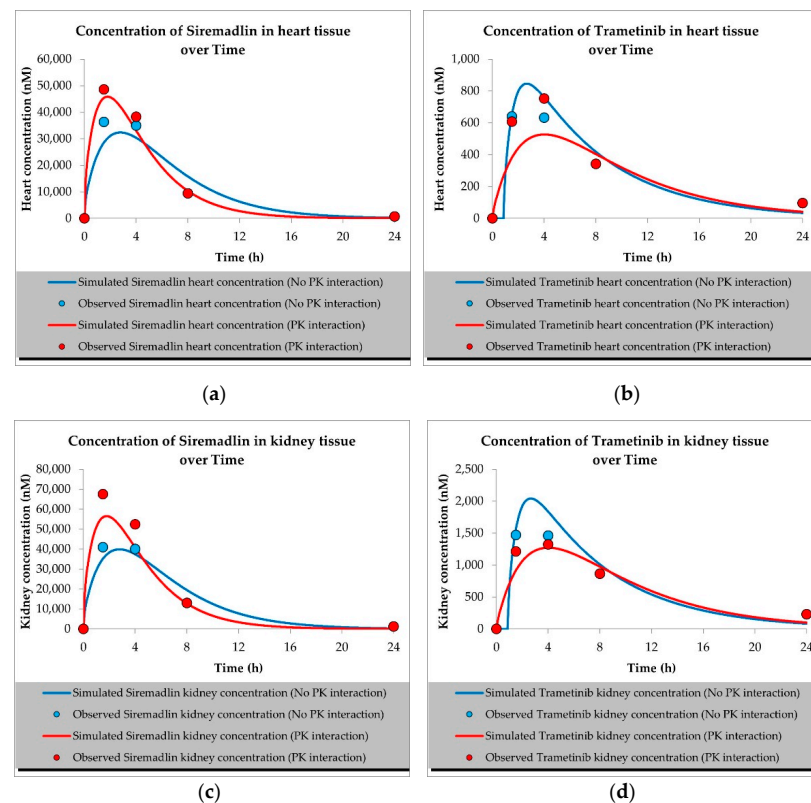 Concentration of Siremadlin in heart tissue
over Time
Heart concentration (nM)
60,000
50,000
40,000
30,000
20,000
10,000
0
0 4 8 12 16 20 24
Time (h)
Simulated Siremadlin heart concentration (No PK interaction)
Observed Siremadlin heart concentration (No PK interaction)
Simulated Siremadlin heart concentration (PK interaction)
Observed Siremadlin heart concentration (PK interaction)
(a)
Concentration of Trametinib in heart tissue
over Time
Heart concentration (nM)
1,000
800
600
400
200
0
0 4 8 12 16 20 24
Time (h)
Simulated Trametinib heart concentration (No PK interaction)
Observed Trametinib heart concentration (No PK interaction)
Simulated Trametinib heart concentration (PK interaction)
Observed Trametinib heart concentration (PK interaction)
(b)
Concentration of Siremadlin in kidney tissue
over Time
Kidney concentration (nM)
80,000
70,000
60,000
50,000
40,000
30,000
20,000
10,000
0
0 4 8 12 16 20 24
Time (h)
Simulated Siremadlin kidney concentration (No PK interaction)
Observed Siremadlin kidney concentration (No PK interaction)
Simulated Siremadlin kidney concentration (PK interaction)
Observed Siremadlin kidney concentration (PK interaction)
(c)
Concentration of Trametinib in kidney tissue
over Time
Kidney concentration (nM)
2,500
2,000
1,500
1,000
500
0
0 4 8 12 16 20 24
Time (h)
Simulated Trametinib kidney concentration (No PK interaction)
Observed Trametinib kidney concentration (No PK interaction)
Simulated Trametinib kidney concentration (PK interaction)
Observed Trametinib kidney concentration (PK interaction)
(d)